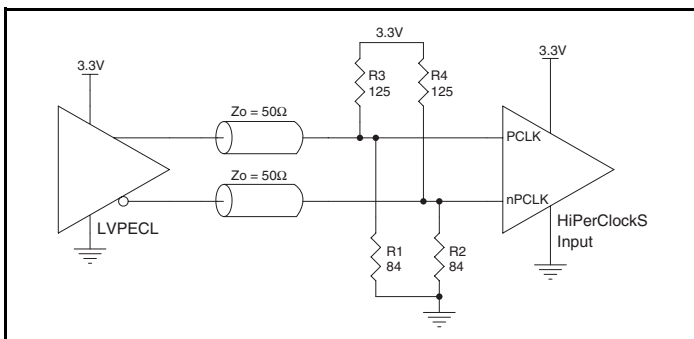 3.3V
3.3V
3.3V
R3
125
R4
125
Zo = 50Ω
PCLK
Zo = 50Ω
nPCLK
LVPECL
R1
84
R2
84
HiPerClockS
Input